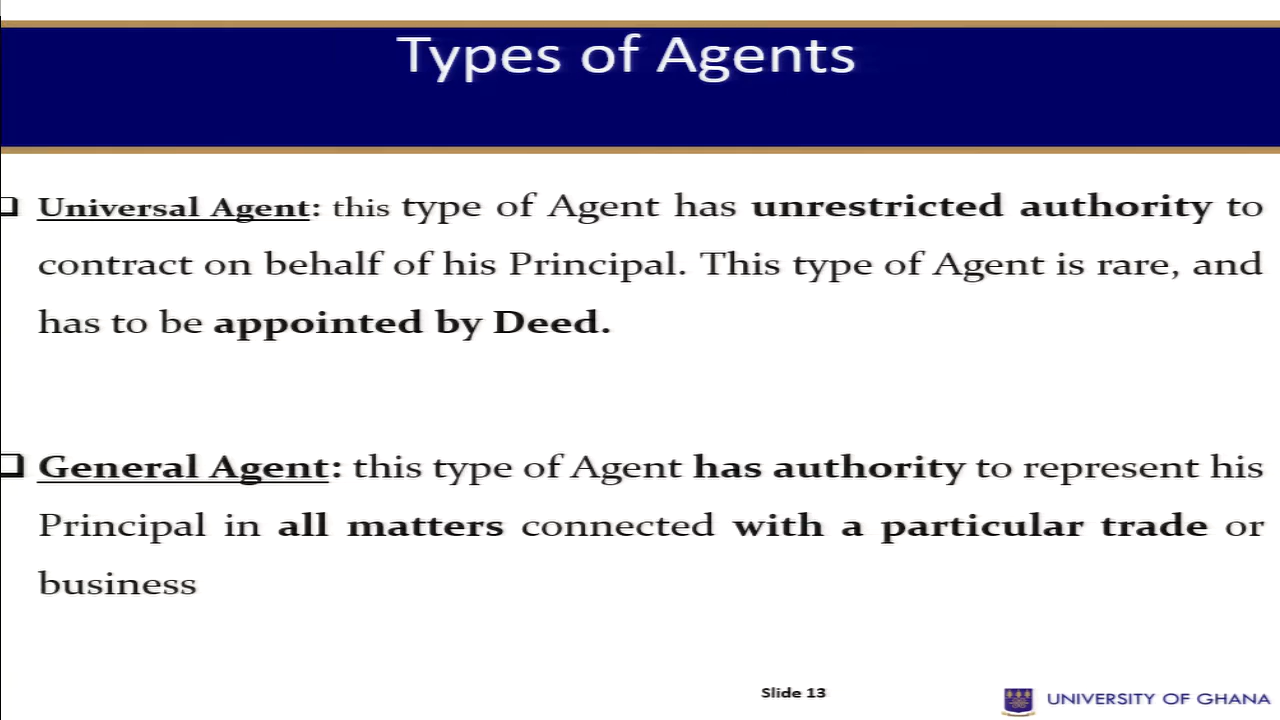 Types of Agents
❑ Universal Agent: this type of Agent has unrestricted authority to
contract on behalf of his Principal. This type of Agent is rare, and
has to be appointed by Deed.
❑ General Agent: this type of Agent has authority to represent his
Principal in all matters connected with a particular trade or
business
Slide 13
UNIVERSITY OF GHANA